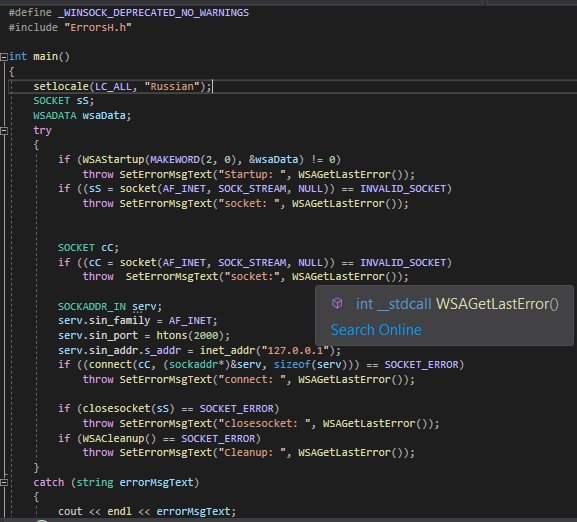 #define _WINSOCK_DEPRECATED_NO_WARNINGS
#include "ErrorsH.h"
int main()
{
setlocale(LC_ALL, "Russian");
SOCKET sS;
WSADATA wsaData;
try
{
if (WSAStartup(MAKEWORD(2, 0), &wsaData) != 0)
throw SetErrorMsgText("Startup: ", WSAGetLastError());
if ((sS = socket(AF_INET, SOCK_STREAM, NULL)) == INVALID_SOCKET)
throw SetErrorMsgText("socket: ", WSAGetLastError());
SOCKET cC;
if ((cC = socket(AF_INET, SOCK_STREAM, NULL)) == INVALID_SOCKET)
throw  SetErrorMsgText("socket:", WSAGetLastError());
SOCKADDR_IN serv;
serv.sin_family = AF_INET;
serv.sin_port = htons(2000);
serv.sin_addr.s_addr = inet_addr("127.0.0.1");
if ((connect(cC, (sockaddr*)&serv, sizeof(serv))) == SOCKET_ERROR)
throw SetErrorMsgText("connect: ", WSAGetLastError());
if (closesocket(sS) == SOCKET_ERROR)
throw SetErrorMsgText("closesocket: ", WSAGetLastError());
if (WSACleanup() == SOCKET_ERROR)
throw SetErrorMsgText("Cleanup: ", WSAGetLastError());
}
catch (string errorMsgText)
{
cout << endl << errorMsgText;
int __stdcall WSAGetLastError()
Search Online